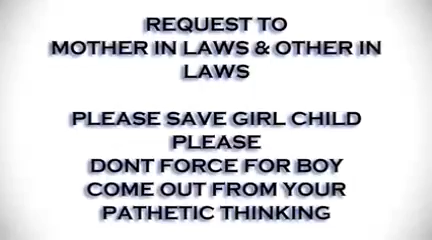 REQUEST TO
MOTHER IN LAWS & OTHER IN
LAWS
PLEASE SAVE GIRL CHILD
PLEASE
DONT FORCE FOR BOY
COME OUT FROM YOUR
PATHETIC THINKING